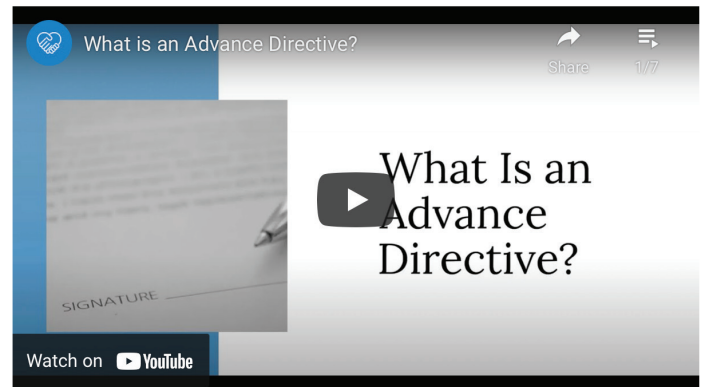 What is an Advance Directive?
Share
1/7
What Is an
Advance
Directive?
SIGNATURE
Watch on YouTube